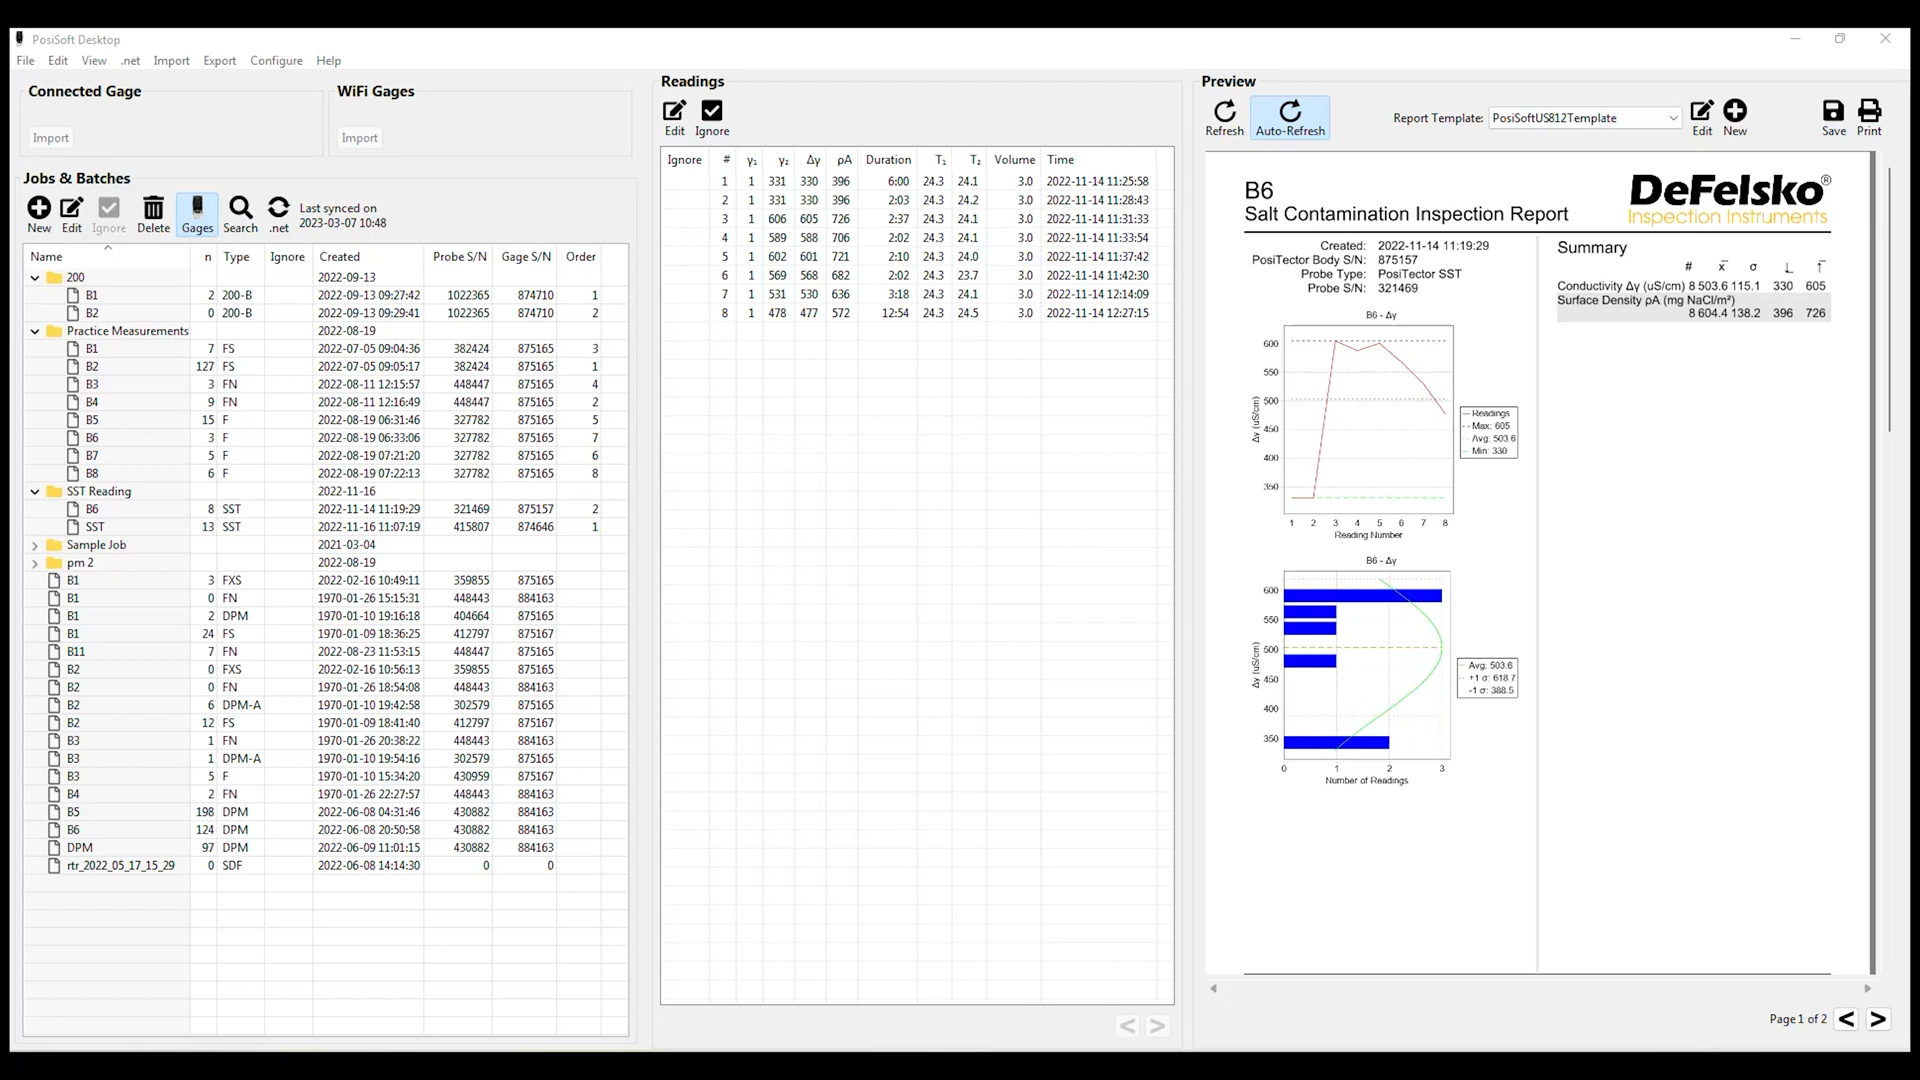 PosiSoft Desktop
File Edit View .net Import Export Configure Help
Connected Gage
Import
WiFi Gages
Import
Jobs & Batches
New Edit Ignore Delete Gages Search .net
Last synced on
2023-03-07 10:48
Name n Type Ignore Created Probe S/N Gage S/N Order
200 2022-09-13
B1 2 200-B 2022-09-13 09:27:42 1022365 874710 1
B2 0 200-B 2022-09-13 09:29:41 1022365 874710 2
Practice Measurements 2022-08-19
B1 7 FS 2022-07-05 09:04:36 382424 875165 3
B2 127 FS 2022-07-05 09:05:17 382424 875165 1
B3 3 FN 2022-08-11 12:15:57 448447 875165 4
B4 9 FN 2022-08-11 12:16:49 448447 875165 2
B5 15 F 2022-08-19 06:31:46 327782 875165 5
B6 3 F 2022-08-19 06:33:06 327782 875165 7
B7 5 F 2022-08-19 07:21:20 327782 875165 6
B8 6 F 2022-08-19 07:22:13 327782 875165 8
SST Reading 2022-11-16
B6 8 SST 2022-11-14 11:19:29 321469 875157 2
SST 13 SST 2022-11-16 11:07:19 415807 874646 1
Sample Job 2021-03-04
pm 2 2022-08-19
B1 3 FXS 2022-02-16 10:49:11 359855 875165
B1 0 FN 1970-01-26 15:15:31 448443 884163
B1 2 DPM 1970-01-10 19:16:18 404664 875165
B1 24 FS 1970-01-09 18:36:25 412797 875167
B11 7 FN 2022-08-23 11:53:15 448447 875165
B2 0 FXS 2022-02-16 10:56:13 359855 875165
B2 0 FN 1970-01-26 18:54:08 448443 884163
B2 6 DPM-A 1970-01-10 19:42:58 302579 875165
B2 12 FS 1970-01-09 18:41:40 412797 875167
B3 1 FN 1970-01-26 20:38:22 448443 884163
B3 1 DPM-A 1970-01-10 19:54:16 302579 875165
B3 5 F 1970-01-10 15:34:20 430959 875167
B4 2 FN 1970-01-26 22:27:57 448443 884163
B5 198 DPM 2022-06-08 04:31:46 430882 884163
B6 124 DPM 2022-06-08 20:50:58 430882 884163
DPM 97 DPM 2022-06-09 11:01:15 430882 884163
rtr_2022_05_17_15_29 0 SDF 2022-06-08 14:14:30 0 0
Readings
Edit Ignore
Ignore # γ₁ γ₂ Δγ ρA Duration T₁ T₂ Volume Time
1 1 331 330 396 6:00 24.3 24.1 3.0 2022-11-14 11:25:58
2 1 331 330 396 2:03 24.3 24.2 3.0 2022-11-14 11:28:43
3 1 606 605 726 2:37 24.3 24.1 3.0 2022-11-14 11:31:33
4 1 589 588 706 2:02 24.3 24.1 3.0 2022-11-14 11:33:54
5 1 602 601 721 2:10 24.3 24.0 3.0 2022-11-14 11:37:42
6 1 569 568 682 2:02 24.3 23.7 3.0 2022-11-14 11:42:30
7 1 531 530 636 3:18 24.3 24.1 3.0 2022-11-14 12:14:09
8 1 478 477 572 12:54 24.3 24.5 3.0 2022-11-14 12:27:15
< >
Preview
Refresh Auto-Refresh Report Template: PosiSoftUS812Template Edit New Save Print
B6
Salt Contamination Inspection Report
DeFelsko®
Inspection Instruments
Created: 2022-11-14 11:19:29
PosiTector Body S/N: 875157
Probe Type: PosiTector SST
Probe S/N: 321469
Summary
# x̄ σ ↓ ↑
Conductivity Δγ (uS/cm) 8 503.6 115.1 330 605
Surface Density ρA (mg NaCl/m²)
8 604.4 138.2 396 726
B6 - Δγ
Δγ (uS/cm)
600
550
500
450
400
350
1 2 3 4 5 6 7 8
Reading Number
Readings
Max: 605
Avg: 503.6
Min: 330
B6 - Δγ
Δγ (uS/cm)
600
550
500
450
400
350
0 1 2 3
Number of Readings
Avg: 503.6
+1 σ: 618.7
-1 σ: 388.5
Page 1 of 2 < >